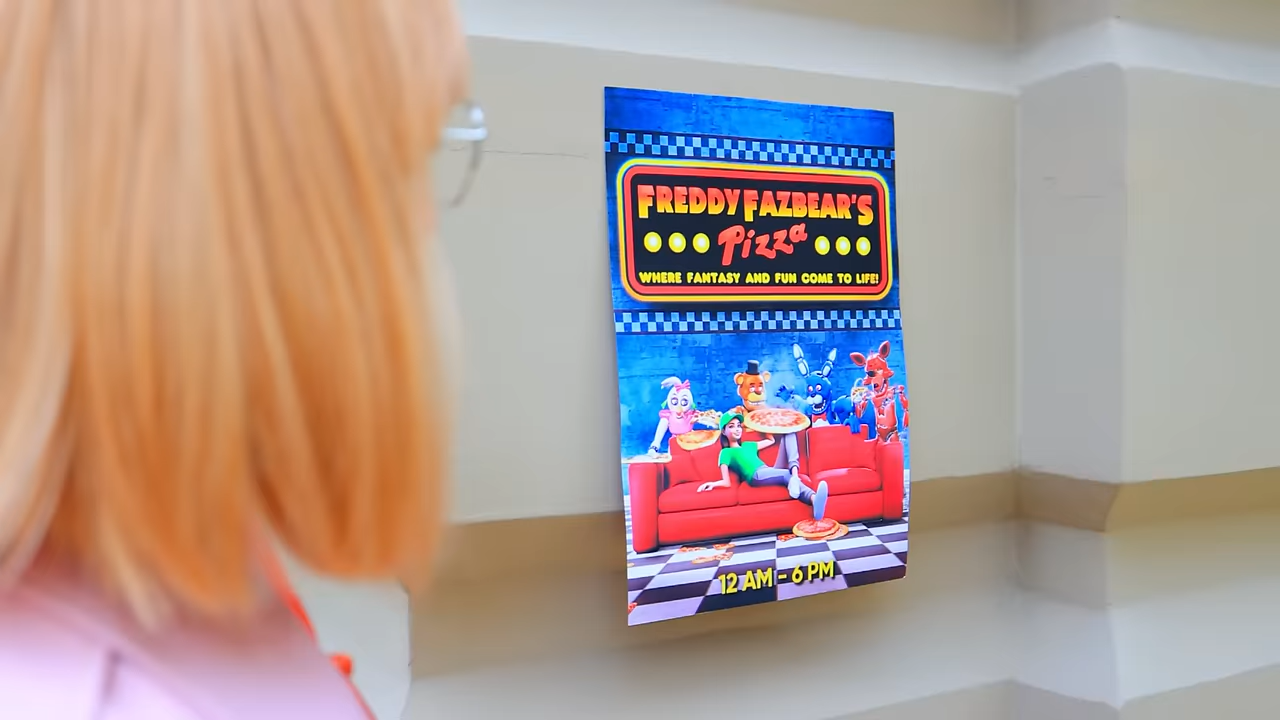 FREDDY FAZBEAR'S
Pizza
WHERE FANTASY AND FUN COME TO LIFE!
12 AM - 6 PM